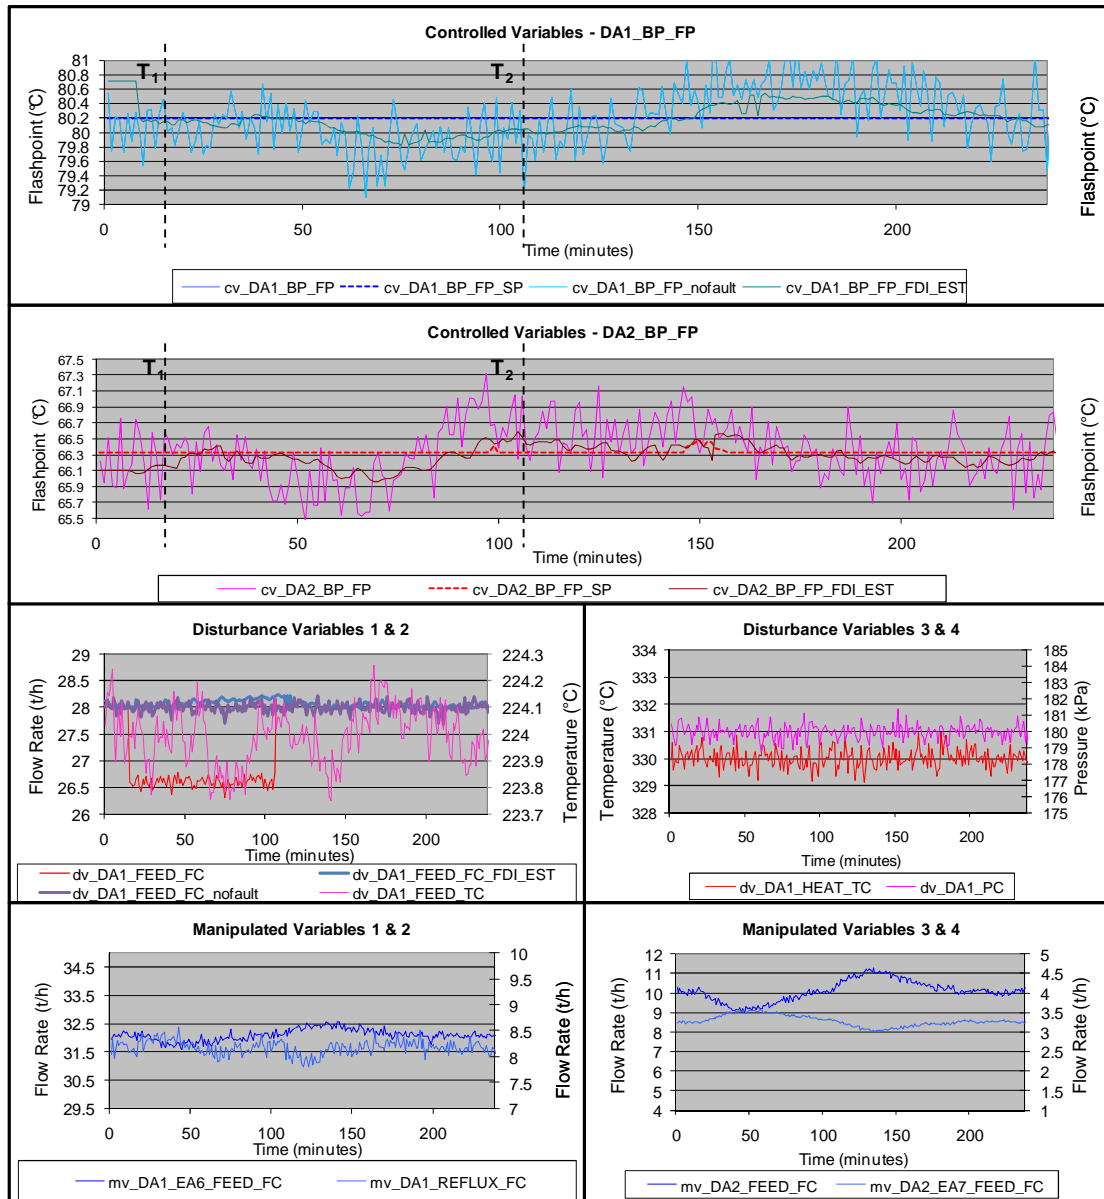 Controlled Variables - DA1_BP_FP
81
80.8
80.6
80.4
80.2
80
79.8
79.6
79.4
79.2
79
T1
T2
Flashpoint (°C)
Flashpoint (°C)
0 50 100 150 200
Time (minutes)
cv_DA1_BP_FP cv_DA1_BP_FP_SP cv_DA1_BP_FP_nofault cv_DA1_BP_FP_FDI_EST
Controlled Variables - DA2_BP_FP
67.5
67.3
67.1
66.9
66.7
66.5
66.3
66.1
65.9
65.7
65.5
T1
T2
Flashpoint (°C)
Flashpoint (°C)
0 50 100 150 200
Time (minutes)
cv_DA2_BP_FP cv_DA2_BP_FP_SP cv_DA2_BP_FP_FDI_EST
Disturbance Variables 1 & 2
29
28.5
28
27.5
27
26.5
26
Flow Rate (t/h)
224.3
224.2
224.1
224
223.9
223.8
223.7
Temperature (°C)
0 50 100 150 200
Time (minutes)
dv_DA1_FEED_FC dv_DA1_FEED_FC_FDI_EST
dv_DA1_FEED_FC_nofault dv_DA1_FEED_TC
Disturbance Variables 3 & 4
334
333
332
331
330
329
328
Temperature (°C)
185
184
183
182
181
180
179
178
177
176
175
Pressure (kPa)
0 50 100 150 200
Time (minutes)
dv_DA1_HEAT_TC dv_DA1_PC
Manipulated Variables 1 & 2
34.5
33.5
32.5
31.5
30.5
29.5
Flow Rate (t/h)
10
9.5
9
8.5
8
7.5
7
Flow Rate (t/h)
0 50 100 150 200
Time (minutes)
mv_DA1_EA6_FEED_FC mv_DA1_REFLUX_FC
Manipulated Variables 3 & 4
12
11
10
9
8
7
6
5
4
Flow Rate (t/h)
5
4.5
4
3.5
3
2.5
2
1.5
1
Flow Rate (t/h)
0 50 100 150 200
Time (minutes)
mv_DA2_FEED_FC mv_DA2_EA7_FEED_FC